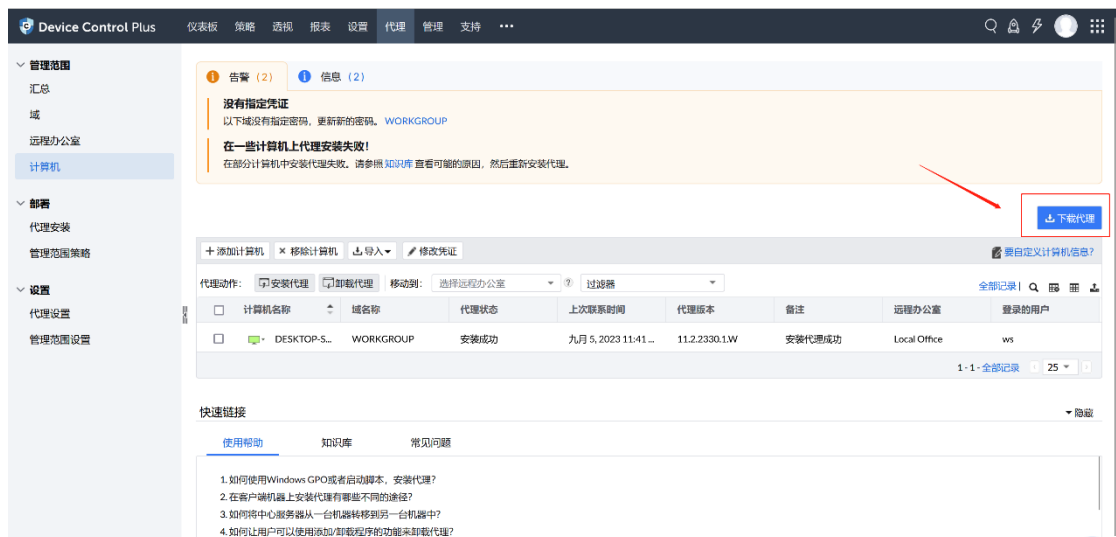 Device Control Plus 仪表板 策略 透视 报表 设置 代理 管理 支持 •••
管理范围
汇总
域
远程办公室
计算机
部署
代理安装
管理范围策略
设置
代理设置
管理范围设置
告警 (2) 信息 (2)
没有指定凭证
以下域没有指定密码，更新新的密码。 WORKGROUP
在一些计算机上代理安装失败！
在部分计算机中安装代理失败。请参照 知识库 查看可能的原因，然后重新安装代理。
下载代理
添加计算机 移除计算机 导入 修改凭证 要自定义计算机信息?
代理动作： 安装代理 卸载代理 移动到： 选择远程办公室 ? 过滤器 全部记录|
计算机名称 域名称 代理状态 上次联系时间 代理版本 备注 远程办公室 登录的用户
DESKTOP-S... WORKGROUP 安装成功 九月 5, 2023 11:41 ... 11.2.2330.1.W 安装代理成功 Local Office ws
1 - 1 - 全部记录 25
快速链接 隐藏
使用帮助 知识库 常见问题
1. 如何使用Windows GPO或者启动脚本，安装代理?
2. 在客户端机器上安装代理有哪些不同的途径?
3. 如何将中心服务器从一台机器转移到另一台机器中?
4. 如何让用户可以使用添加/卸载程序的功能来卸载代理?